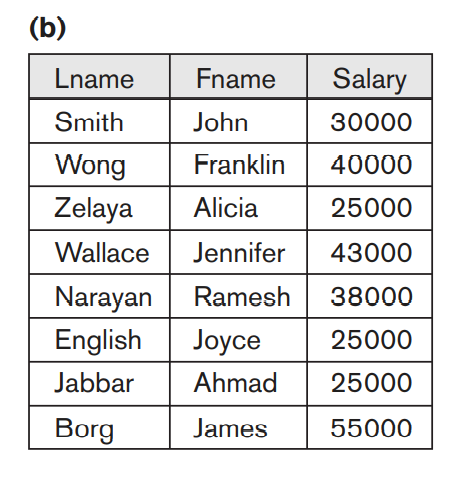 (b)
Lname Fname Salary
Smith John 30000
Wong Franklin 40000
Zelaya Alicia 25000
Wallace Jennifer 43000
Narayan Ramesh 38000
English Joyce 25000
Jabbar Ahmad 25000
Borg James 55000